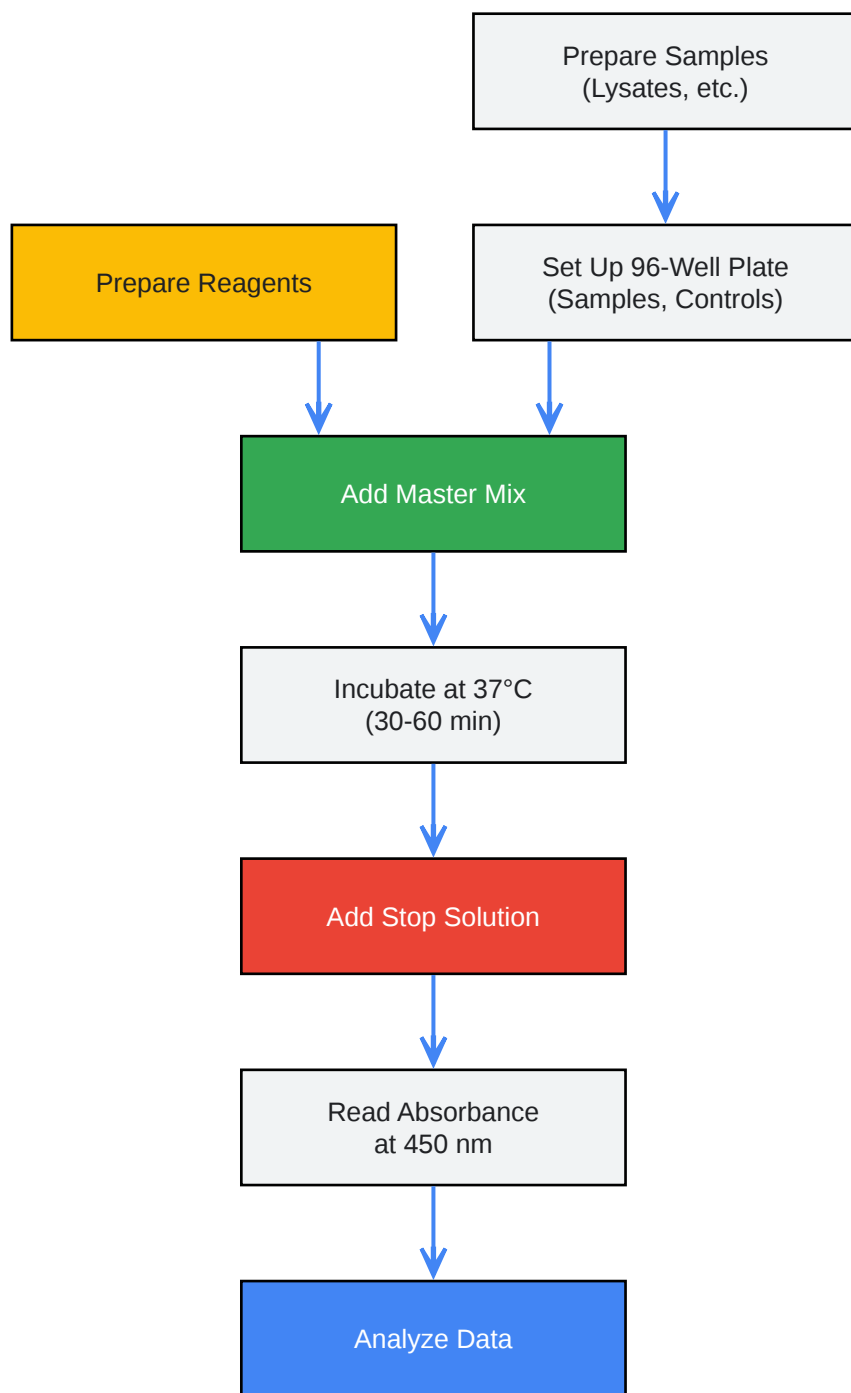 Prepare Samples
(Lysates, etc.)
Prepare Reagents
Set Up 96-Well Plate
(Samples, Controls)
Add Master Mix
Incubate at 37°C
(30-60 min)
Add Stop Solution
Read Absorbance
at 450 nm
Analyze Data